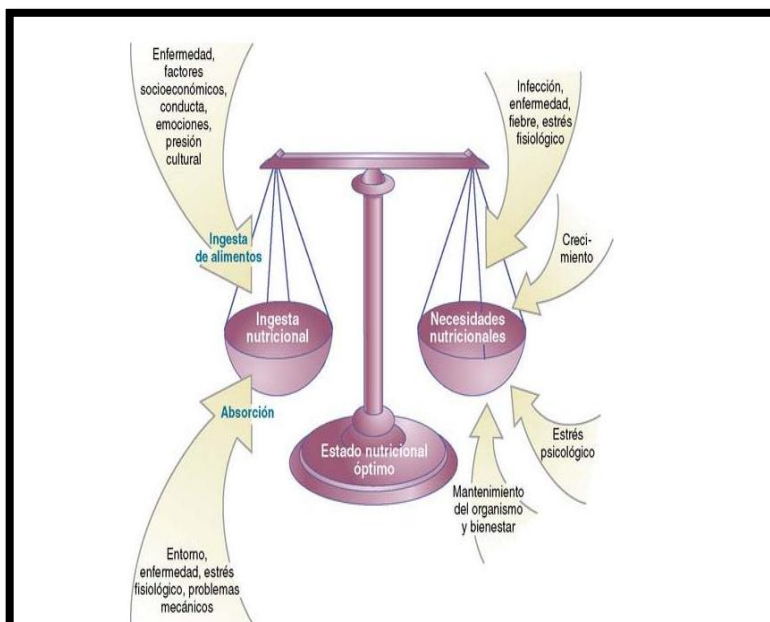 Enfermedad,
factores
socioeconómicos,
conducta,
emociones,
presión
cultural
Ingesta
de alimentos
Ingesta
nutricional
Absorción
Entorno,
enfermedad, estrés
fisiológico, problemas
mecánicos
Estado nutricional
óptimo
Infección,
enfermedad,
fiebre, estrés
fisiológico
Creci-
miento
Necesidades
nutricionales
Estrés
psicológico
Mantenimiento
del organismo
y bienestar